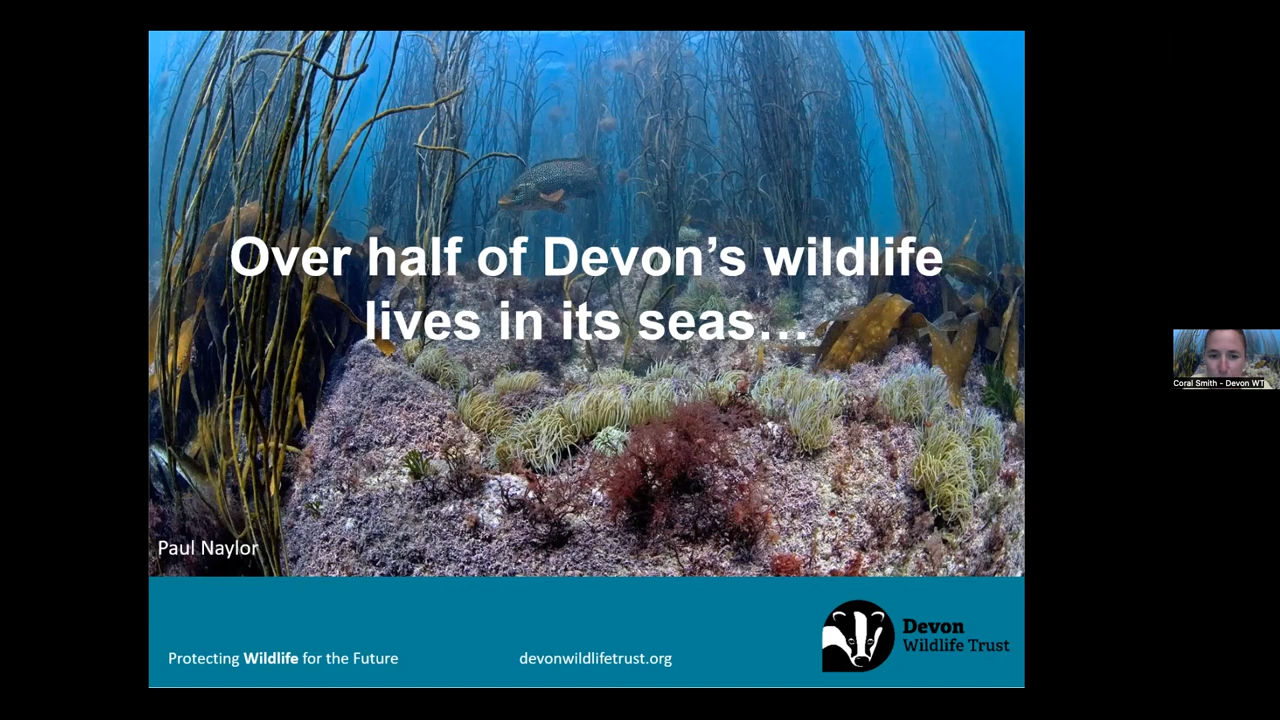 Over half of Devon’s wildlife
lives in its seas…
Paul Naylor
Protecting Wildlife for the Future
devonwildlifetrust.org
Devon
Wildlife Trust
Coral Smith - Devon WT